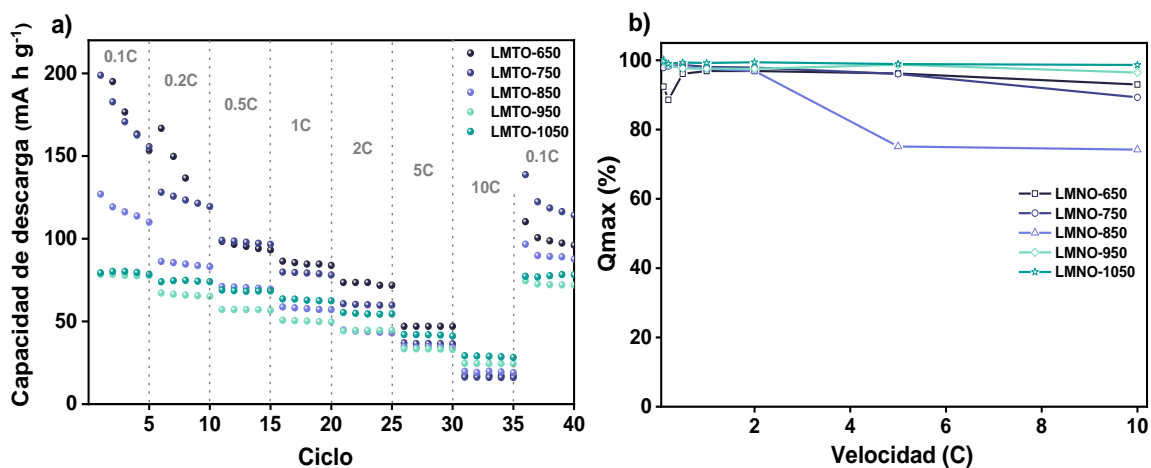 a)
Capacidad de descarga (mA h g⁻¹)
200
150
100
50
0
0.1C
0.2C
0.5C
1C
2C
5C
10C
0.1C
LMTO-650
LMTO-750
LMTO-850
LMTO-950
LMTO-1050
5
10
15
20
25
30
35
40
Ciclo
b)
Qmax (%)
100
80
60
40
20
0
LMNO-650
LMNO-750
LMNO-850
LMNO-950
LMNO-1050
2
4
6
8
10
Velocidad (C)